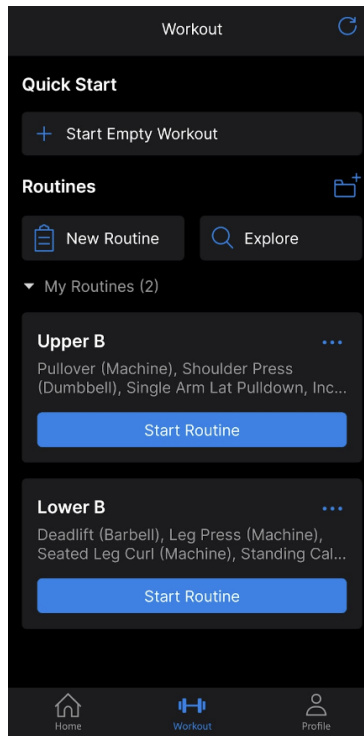 Workout
Quick Start
+ Start Empty Workout
Routines
New Routine
Explore
My Routines (2)
Upper B
Pullover (Machine), Shoulder Press
(Dumbbell), Single Arm Lat Pulldown, Inc...
Start Routine
Lower B
Deadlift (Barbell), Leg Press (Machine),
Seated Leg Curl (Machine), Standing Cal...
Start Routine
Home
Workout
Profile